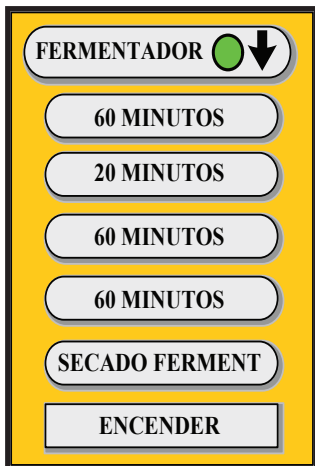 FERMENTADOR
60 MINUTOS
20 MINUTOS
60 MINUTOS
60 MINUTOS
SECADO FERMENT
ENCENDER